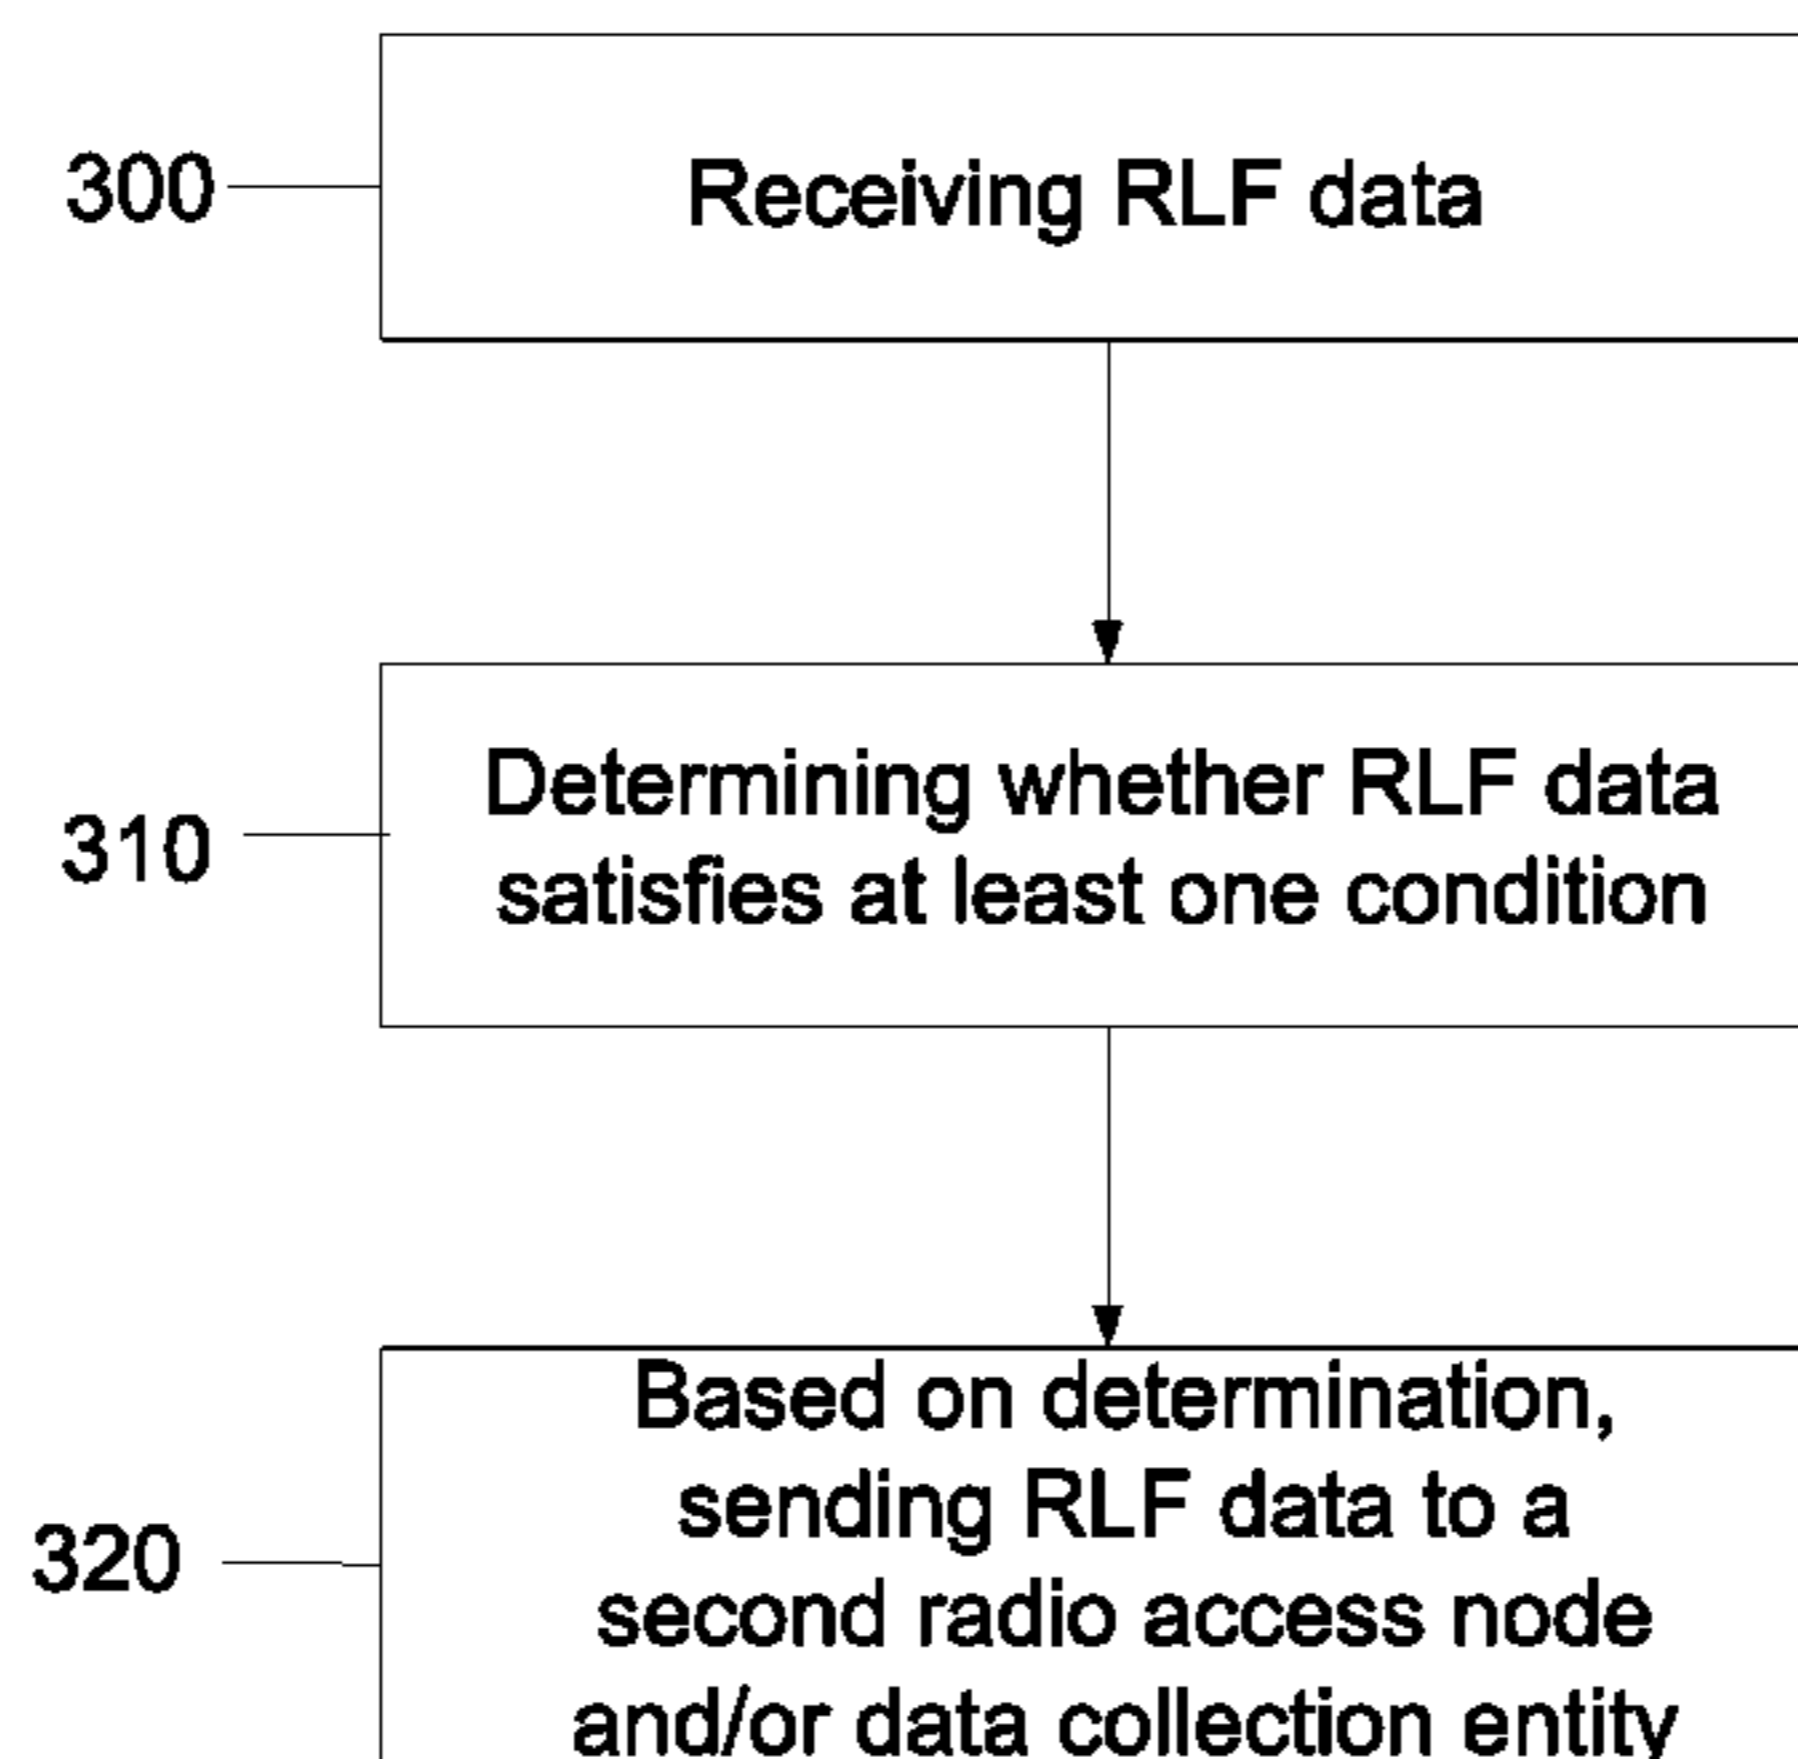 300
Receiving RLF data
310
Determining whether RLF data
satisfies at least one condition
320
Based on determination,
sending RLF data to a
second radio access node
and/or data collection entity